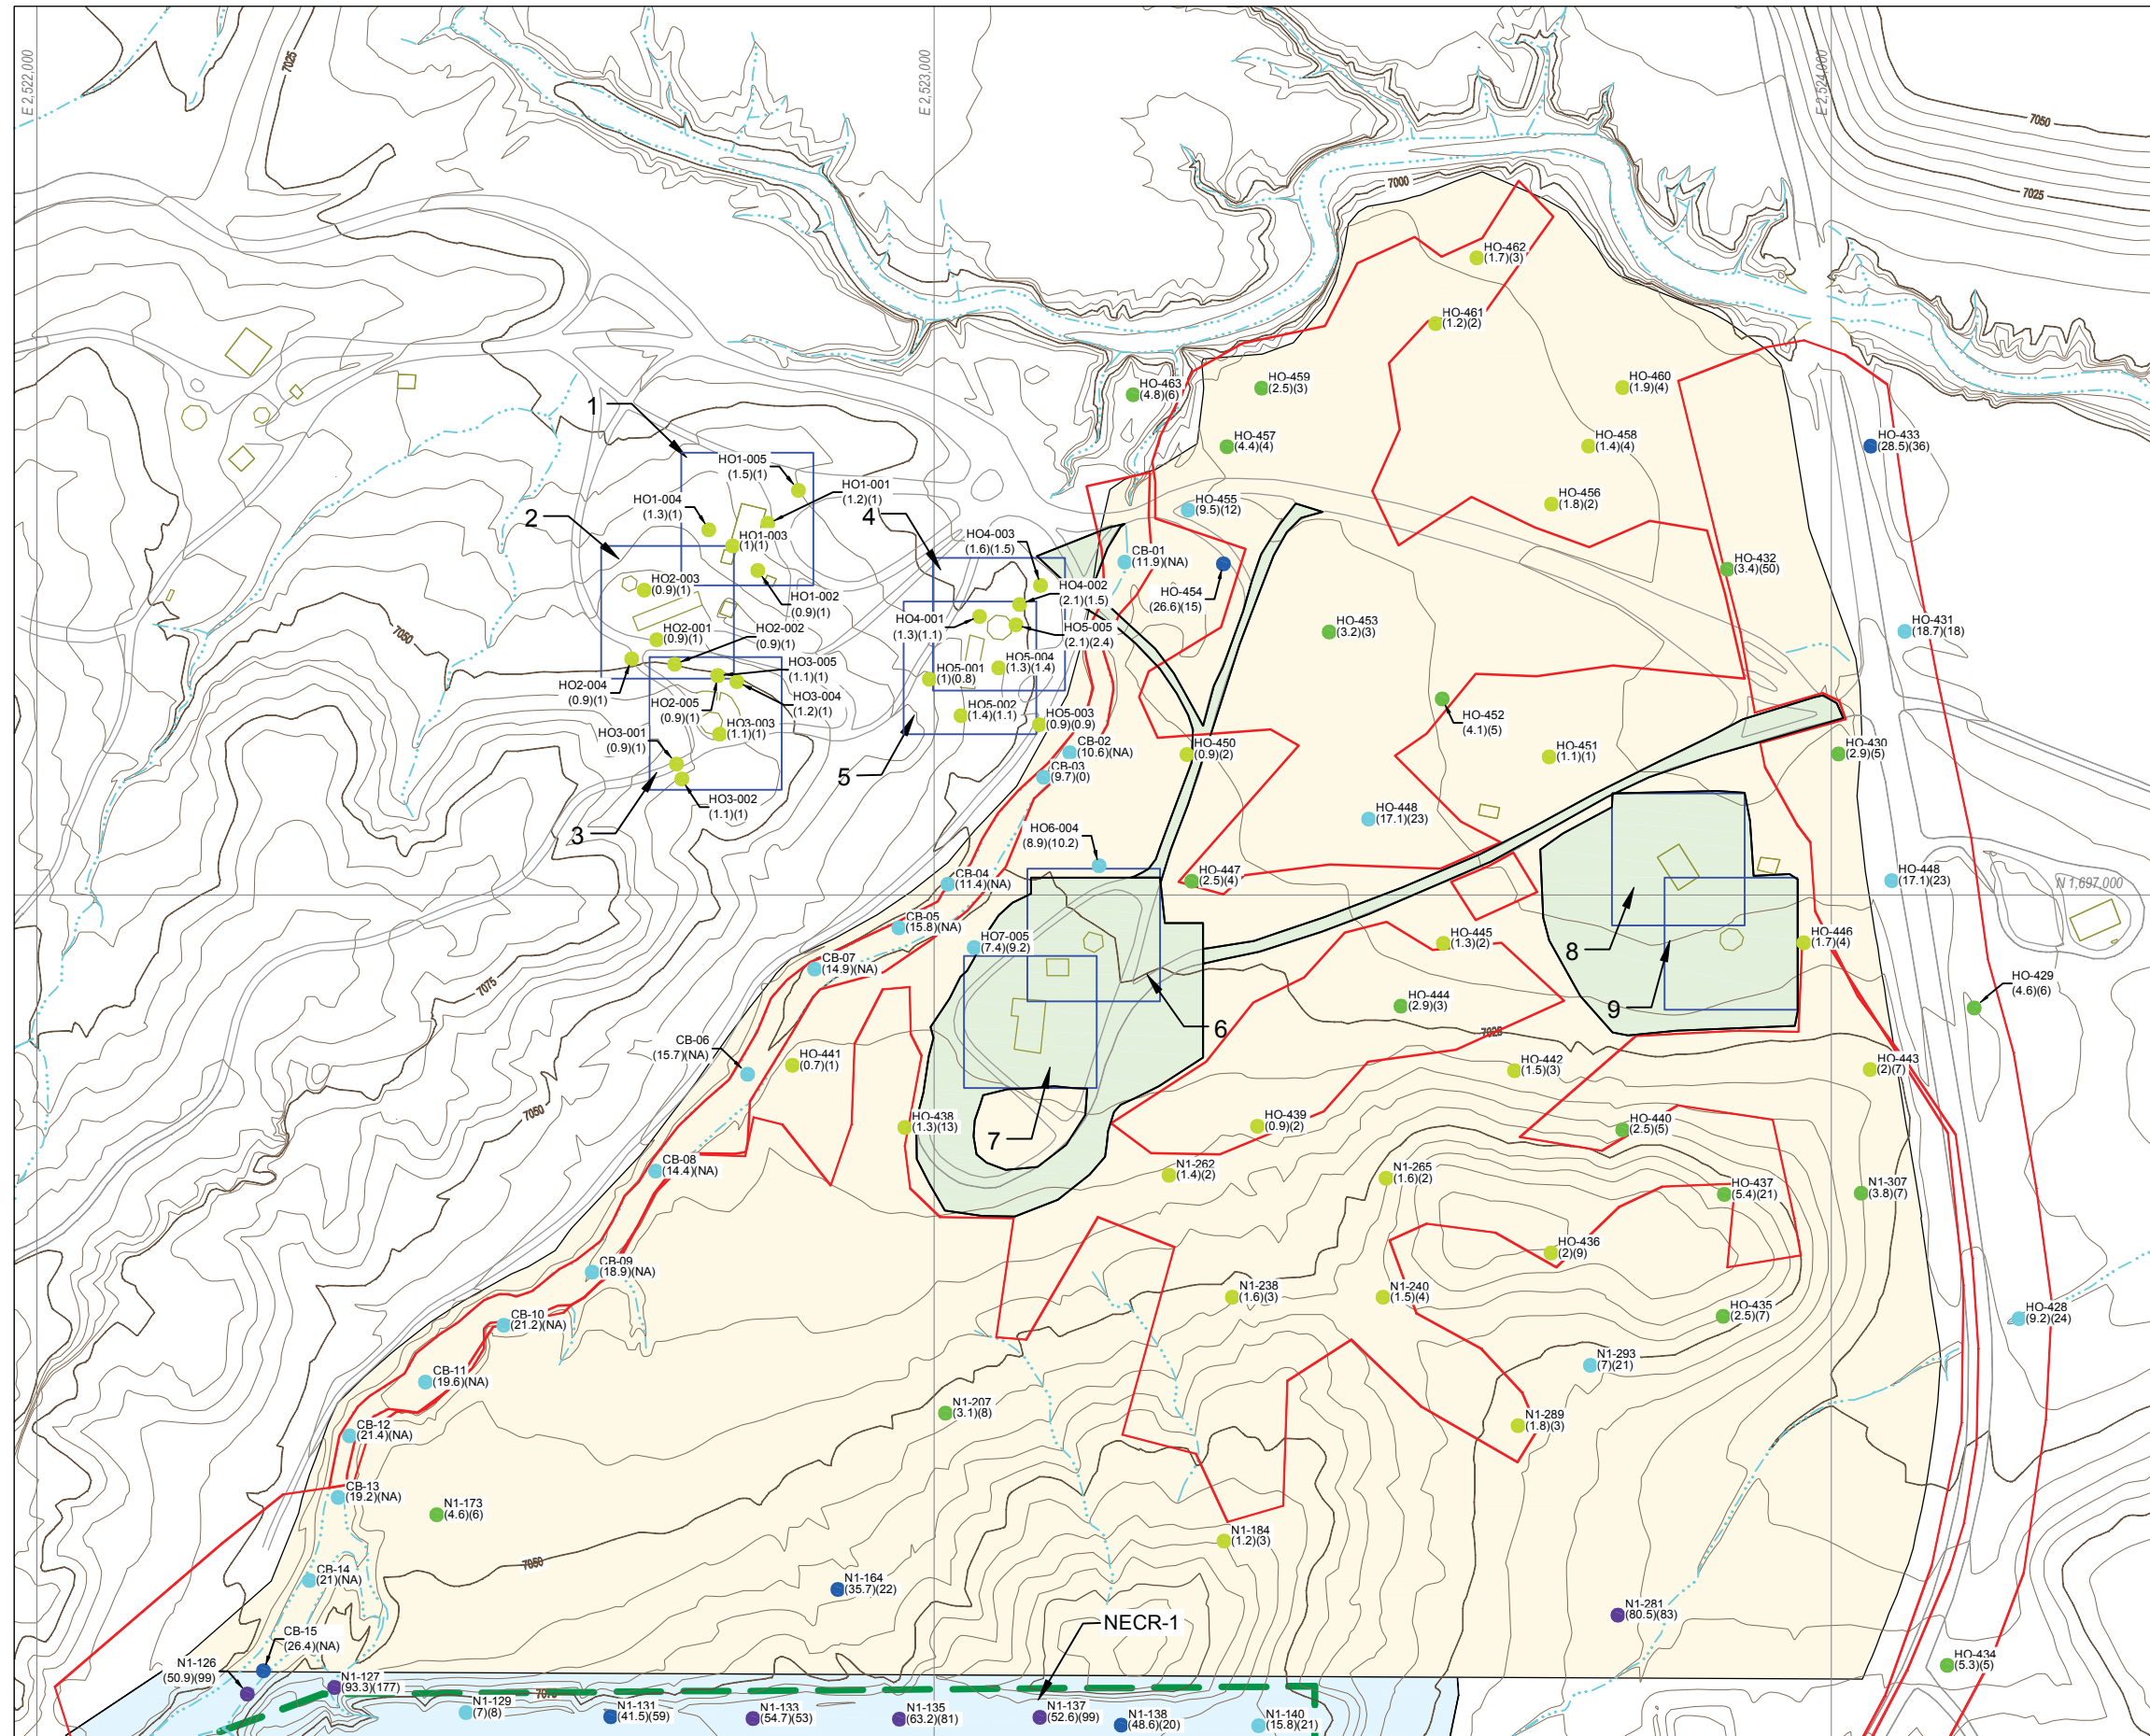 E 2,522,000
E 2,523,000
E 2,524,000
7025
7050
7025
7000
HO-462
(1.7)(3)
HO-461
(1.2)(2)
HO-463
(4.8)(6)
HO-459
(2.5)(3)
HO-460
(1.9)(4)
1
HO-457
(4.4)(4)
HO-458
(1.4)(4)
HO-433
(28.5)(36)
HO1-005
(1.5)(1)
HO1-001
(1.2)(1)
HO1-004
(1.3)(1)
2
4
HO-455
(9.5)(12)
HO-456
(1.8)(2)
HO1-003
(1)(1)
HO4-003
(1.6)(1.5)
CB-01
(11.9)(NA)
HO-432
(3.4)(50)
HO2-003
(0.9)(1)
HO1-002
(0.9)(1)
HO4-002
(2.1)(1.5)
HO-454
(26.6)(15)
HO4-001
(1.3)(1.1)
HO5-005
(2.1)(2.4)
HO-453
(3.2)(3)
HO-431
(18.7)(18)
7050
HO2-001
(0.9)(1)
HO2-002
(0.9)(1)
HO3-005
(1.1)(1)
HO5-004
(1.3)(1.4)
HO5-001
(1)(0.8)
HO2-004
(0.9)(1)
HO2-005
(0.9)(1)
HO3-004
(1.2)(1)
HO5-002
(1.4)(1.1)
HO5-003
(0.9)(0.9)
HO-452
(4.1)(5)
HO3-003
(1.1)(1)
HO3-001
(0.9)(1)
CB-02
(10.6)(NA)
HO-450
(0.9)(2)
HO-451
(1.1)(1)
HO-430
(2.9)(5)
CB-03
(9.7)(0)
5
HO3-002
(1.1)(1)
3
HO-448
(17.1)(23)
HO6-004
(8.9)(10.2)
CB-04
(11.4)(NA)
HO-447
(2.5)(4)
HO-448
(17.1)(23)
N 1,697,000
CB-05
(15.8)(NA)
HO7-005
(7.4)(9.2)
HO-445
(1.3)(2)
8
HO-446
(1.7)(4)
CB-07
(14.9)(NA)
7075
HO-429
(4.6)(6)
HO-444
(2.9)(3)
9
6
7025
CB-06
(15.7)(NA)
HO-441
(0.7)(1)
HO-442
(1.5)(3)
HO-443
(2)(7)
7050
HO-438
(1.3)(13)
7
HO-439
(0.9)(2)
HO-440
(2.5)(5)
CB-08
(14.4)(NA)
N1-262
(1.4)(2)
N1-265
(1.6)(2)
HO-437
(5.4)(21)
N1-307
(3.8)(7)
HO-436
(2)(9)
CB-09
(18.9)(NA)
N1-238
(1.6)(3)
N1-240
(1.5)(4)
CB-10
(21.2)(NA)
HO-435
(2.5)(7)
HO-428
(9.2)(24)
N1-293
(7)(21)
CB-11
(19.6)(NA)
N1-207
(3.1)(8)
N1-289
(1.8)(3)
CB-12
(21.4)(NA)
CB-13
(19.2)(NA)
N1-173
(4.6)(6)
N1-184
(1.2)(3)
7050
CB-14
(21)(NA)
N1-164
(35.7)(22)
N1-281
(80.5)(83)
NECR-1
CB-15
(26.4)(NA)
N1-126
(50.9)(99)
HO-434
(5.3)(5)
N1-127
(93.3)(177)
7075
N1-129
(7)(8)
N1-131
(41.5)(59)
N1-133
(54.7)(53)
N1-135
(63.2)(81)
N1-137
(52.6)(99)
N1-138
(48.6)(20)
N1-140
(15.8)(21)